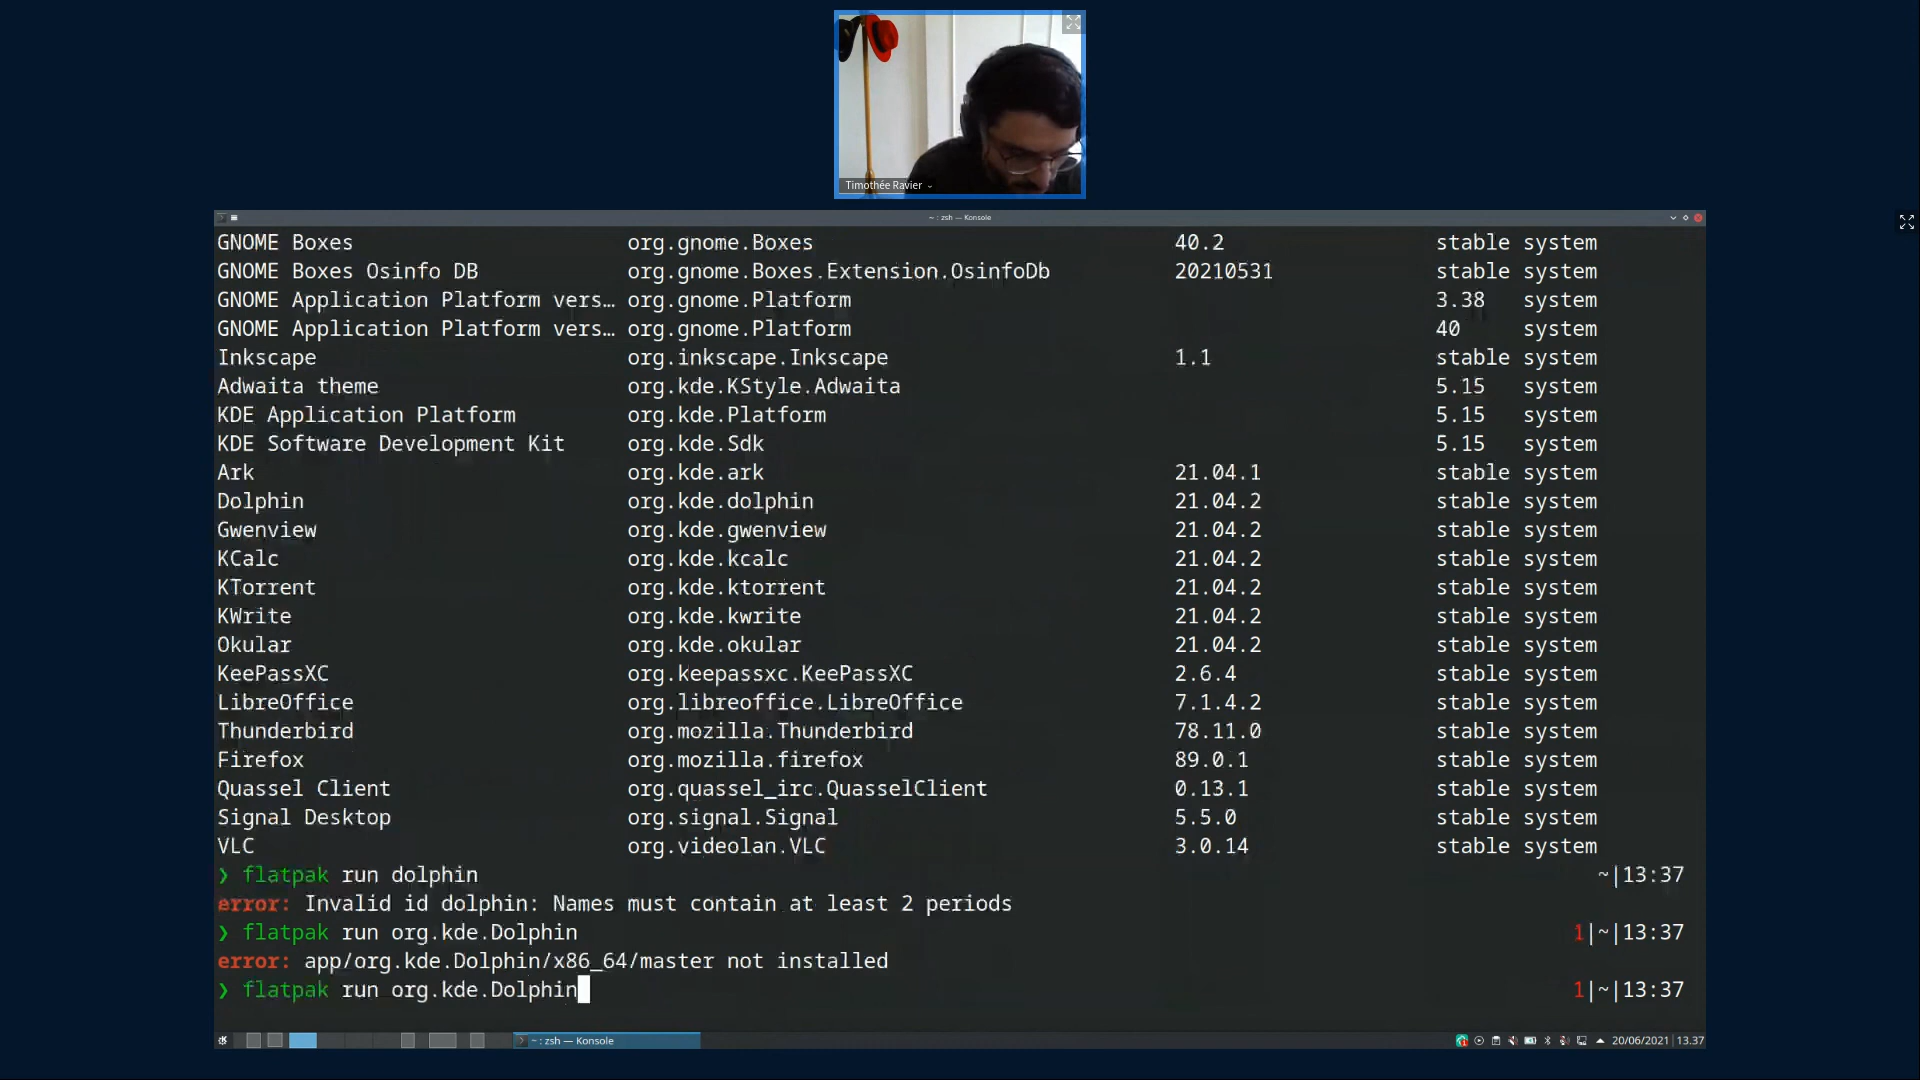 Timothée Ravier
~ : zsh — Konsole
GNOME Boxes org.gnome.Boxes 40.2 stable system
GNOME Boxes Osinfo DB org.gnome.Boxes.Extension.OsinfoDb 20210531 stable system
GNOME Application Platform vers… org.gnome.Platform 3.38 system
GNOME Application Platform vers… org.gnome.Platform 40 system
Inkscape org.inkscape.Inkscape 1.1 stable system
Adwaita theme org.kde.KStyle.Adwaita 5.15 system
KDE Application Platform org.kde.Platform 5.15 system
KDE Software Development Kit org.kde.Sdk 5.15 system
Ark org.kde.ark 21.04.1 stable system
Dolphin org.kde.dolphin 21.04.2 stable system
Gwenview org.kde.gwenview 21.04.2 stable system
KCalc org.kde.kcalc 21.04.2 stable system
KTorrent org.kde.ktorrent 21.04.2 stable system
KWrite org.kde.kwrite 21.04.2 stable system
Okular org.kde.okular 21.04.2 stable system
KeePassXC org.keepassxc.KeePassXC 2.6.4 stable system
LibreOffice org.libreoffice.LibreOffice 7.1.4.2 stable system
Thunderbird org.mozilla.Thunderbird 78.11.0 stable system
Firefox org.mozilla.firefox 89.0.1 stable system
Quassel Client org.quassel_irc.QuasselClient 0.13.1 stable system
Signal Desktop org.signal.Signal 5.5.0 stable system
VLC org.videolan.VLC 3.0.14 stable system
❯ flatpak run dolphin ~|13:37
error: Invalid id dolphin: Names must contain at least 2 periods
❯ flatpak run org.kde.Dolphin 1|~|13:37
error: app/org.kde.Dolphin/x86_64/master not installed
❯ flatpak run org.kde.Dolphin 1|~|13:37
~ : zsh — Konsole 20/06/2021 13.37